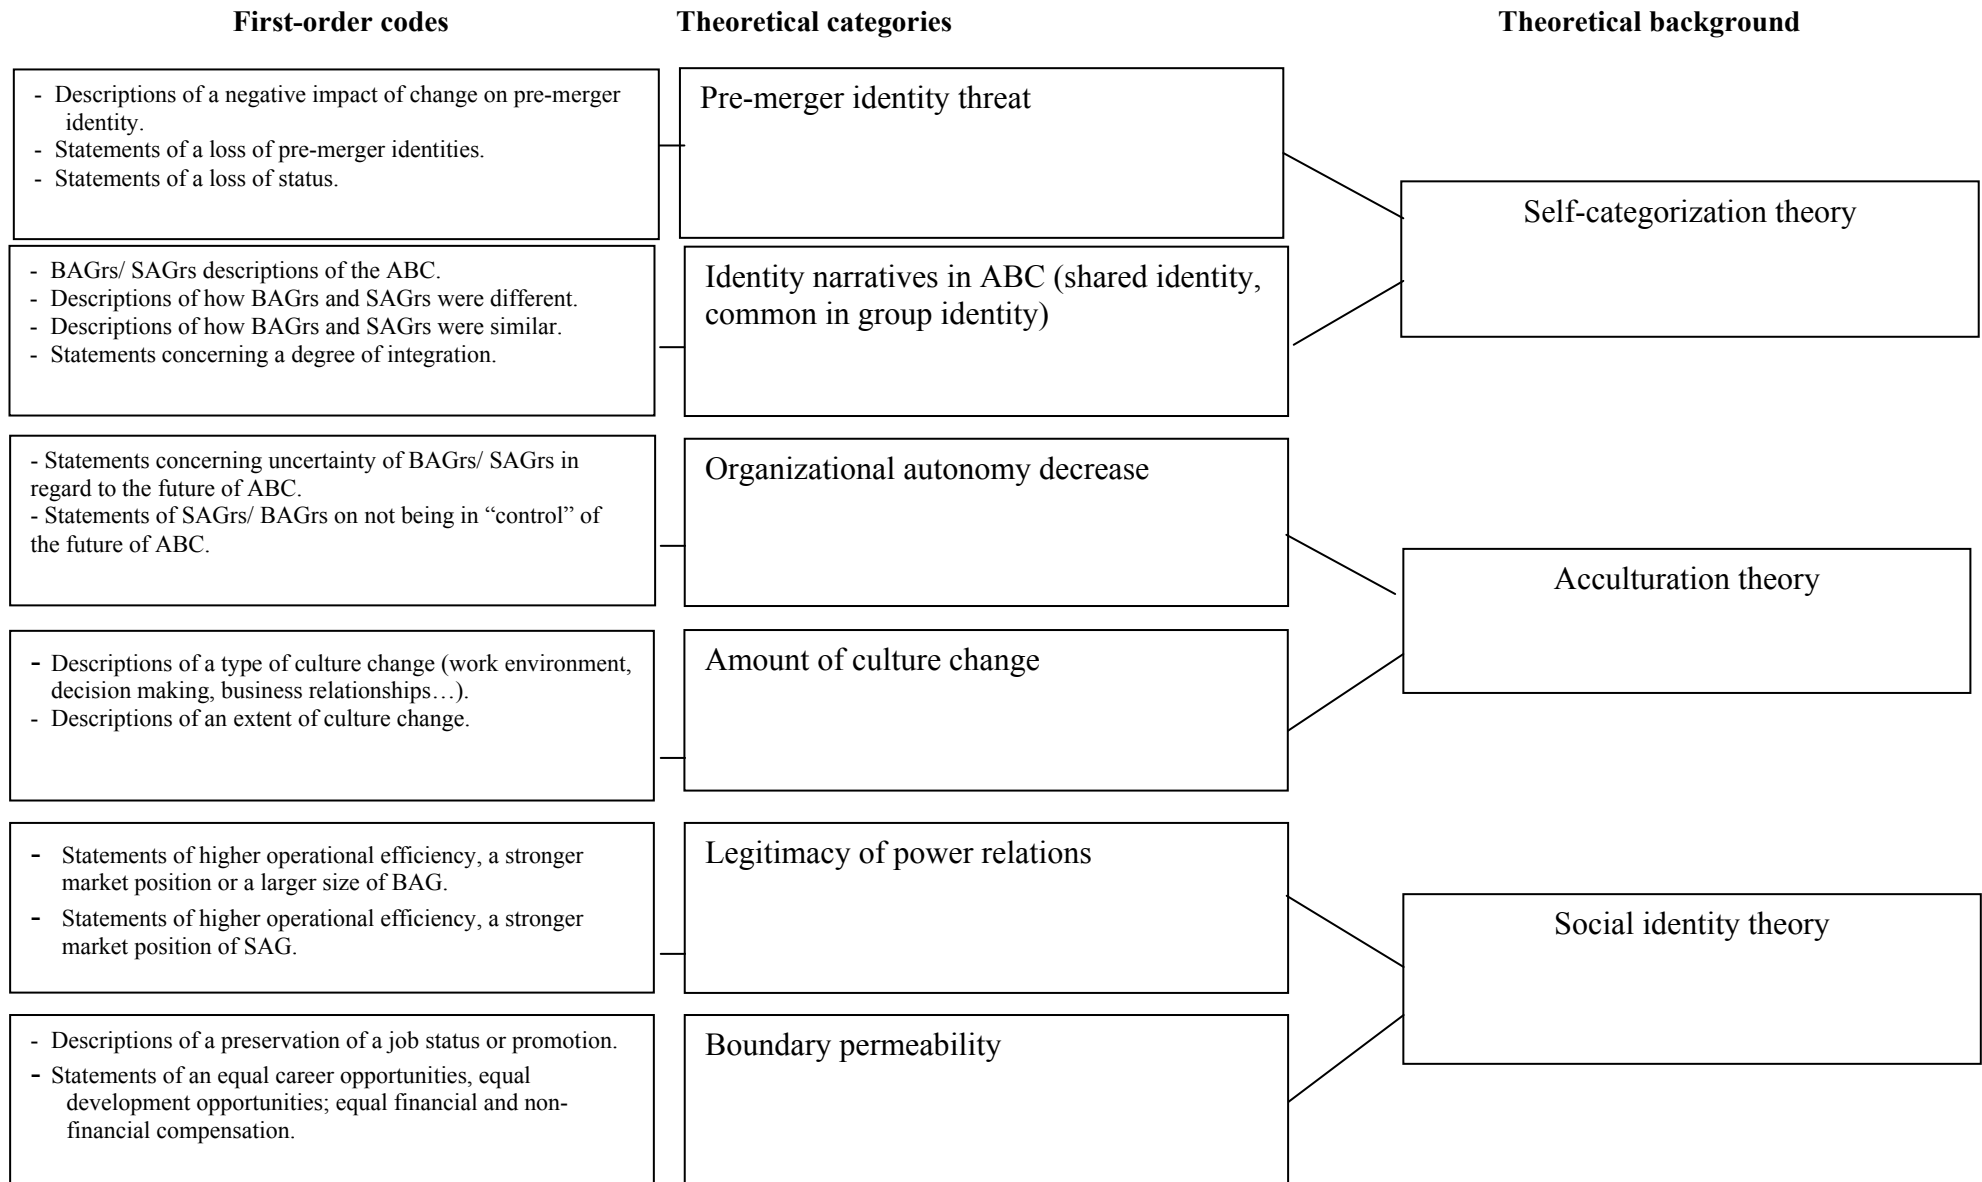 First-order codes
Theoretical categories
Theoretical background
- Descriptions of a negative impact of change on pre-merger
identity.
- Statements of a loss of pre-merger identities.
- Statements of a loss of status.
Pre-merger identity threat
Self-categorization theory
- BAGrs/ SAGrs descriptions of the ABC.
- Descriptions of how BAGrs and SAGrs were different.
- Descriptions of how BAGrs and SAGrs were similar.
- Statements concerning a degree of integration.
Identity narratives in ABC (shared identity,
common in group identity)
- Statements concerning uncertainty of BAGrs/ SAGrs in
regard to the future of ABC.
- Statements of SAGrs/ BAGrs on not being in “control” of
the future of ABC.
Organizational autonomy decrease
Acculturation theory
- Descriptions of a type of culture change (work environment,
decision making, business relationships…).
- Descriptions of an extent of culture change.
Amount of culture change
- Statements of higher operational efficiency, a stronger
market position or a larger size of BAG.
- Statements of higher operational efficiency, a stronger
market position of SAG.
Legitimacy of power relations
Social identity theory
- Descriptions of a preservation of a job status or promotion.
- Statements of an equal career opportunities, equal
development opportunities; equal financial and non-
financial compensation.
Boundary permeability